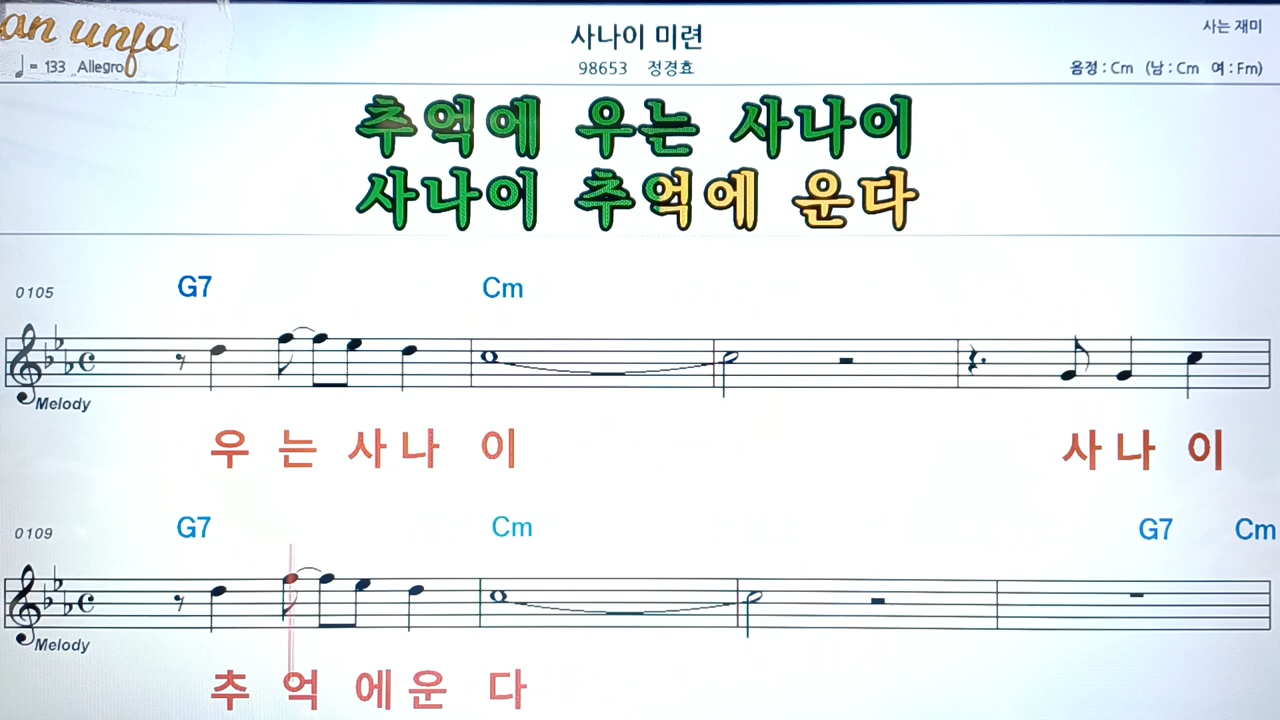 an unja
사나이 미련
사는 재미
♩= 133 Allegro
98653 정경효
음정 : Cm (남 : Cm 여 : Fm)
추억에 우는 사나이
사나이 추억에 운다
0105 G7 Cm
Melody
우 는 사 나 이 사 나 이
0109 G7 Cm G7 Cm
Melody
추 억 에 운 다